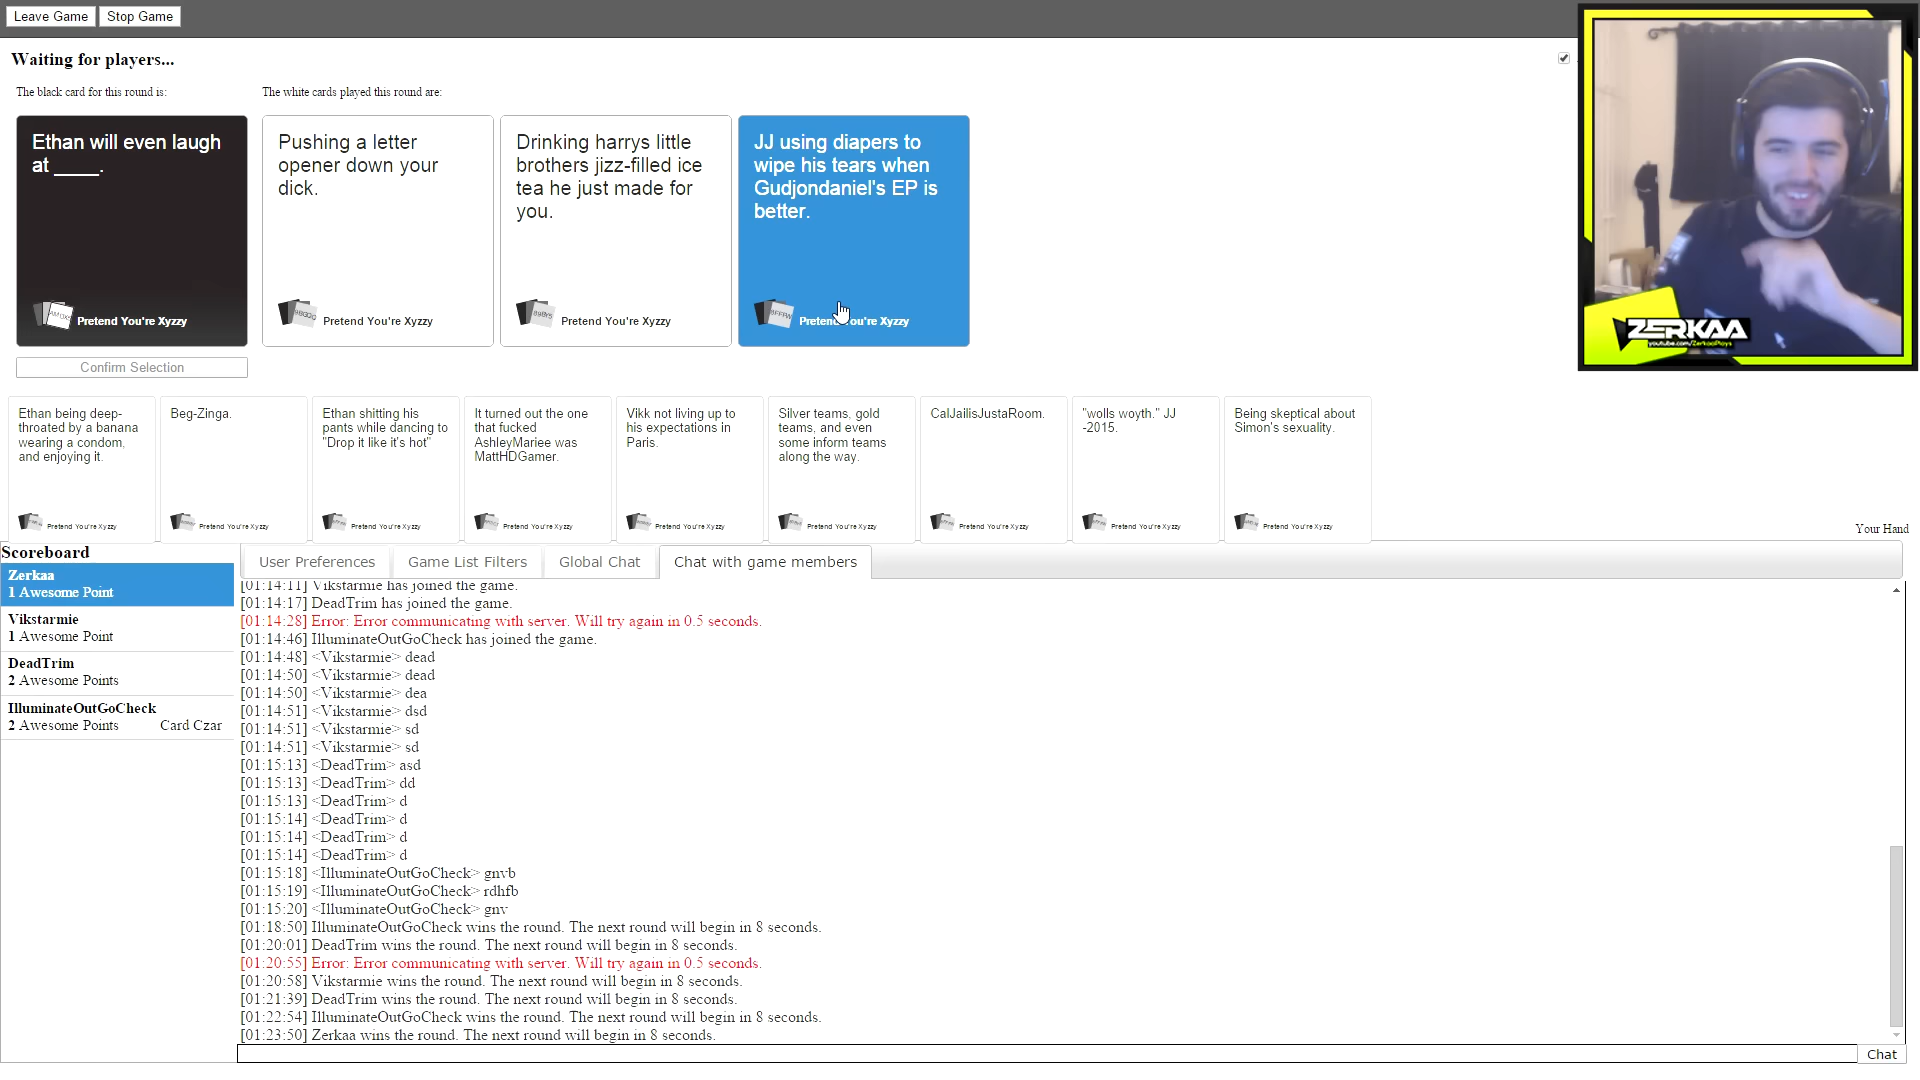 Leave Game
Stop Game
Waiting for players...
The black card for this round is:
The white cards played this round are:
Ethan will even laugh
at ____.
Pretend You're Xyzzy
Pushing a letter
opener down your
dick.
Pretend You're Xyzzy
Drinking harrys little
brothers jizz-filled ice
tea he just made for
you.
Pretend You're Xyzzy
JJ using diapers to
wipe his tears when
Gudjondaniel's EP is
better.
Pretend You're Xyzzy
ZERKAA
youtube.com/ZerkaaPlays
Confirm Selection
Ethan being deep-
throated by a banana
wearing a condom,
and enjoying it.
Pretend You're Xyzzy
Beg-Zinga.
Pretend You're Xyzzy
Ethan shitting his
pants while dancing to
"Drop it like it's hot"
Pretend You're Xyzzy
It turned out the one
that fucked
AshleyMariee was
MattHDGamer.
Pretend You're Xyzzy
Vikk not living up to
his expectations in
Paris.
Pretend You're Xyzzy
Silver teams, gold
teams, and even
some inform teams
along the way.
Pretend You're Xyzzy
CalJailisJustaRoom.
Pretend You're Xyzzy
"wolls woyth." JJ
-2015.
Pretend You're Xyzzy
Being skeptical about
Simon's sexuality.
Pretend You're Xyzzy
Your Hand
Scoreboard
Zerkaa
1 Awesome Point
Vikstarmie
1 Awesome Point
DeadTrim
2 Awesome Points
IlluminateOutGoCheck
2 Awesome Points Card Czar
User Preferences
Game List Filters
Global Chat
Chat with game members
[01:14:11] Vikstarmie has joined the game.
[01:14:17] DeadTrim has joined the game.
[01:14:28] Error: Error communicating with server. Will try again in 0.5 seconds.
[01:14:46] IlluminateOutGoCheck has joined the game.
[01:14:48] <Vikstarmie> dead
[01:14:50] <Vikstarmie> dead
[01:14:50] <Vikstarmie> dea
[01:14:51] <Vikstarmie> dsd
[01:14:51] <Vikstarmie> sd
[01:14:51] <Vikstarmie> sd
[01:15:13] <DeadTrim> asd
[01:15:13] <DeadTrim> dd
[01:15:13] <DeadTrim> d
[01:15:14] <DeadTrim> d
[01:15:14] <DeadTrim> d
[01:15:14] <DeadTrim> d
[01:15:18] <IlluminateOutGoCheck> gnvb
[01:15:19] <IlluminateOutGoCheck> rdhfb
[01:15:20] <IlluminateOutGoCheck> gnv
[01:18:50] IlluminateOutGoCheck wins the round. The next round will begin in 8 seconds.
[01:20:01] DeadTrim wins the round. The next round will begin in 8 seconds.
[01:20:55] Error: Error communicating with server. Will try again in 0.5 seconds.
[01:20:58] Vikstarmie wins the round. The next round will begin in 8 seconds.
[01:21:39] DeadTrim wins the round. The next round will begin in 8 seconds.
[01:22:54] IlluminateOutGoCheck wins the round. The next round will begin in 8 seconds.
[01:23:50] Zerkaa wins the round. The next round will begin in 8 seconds.
Chat